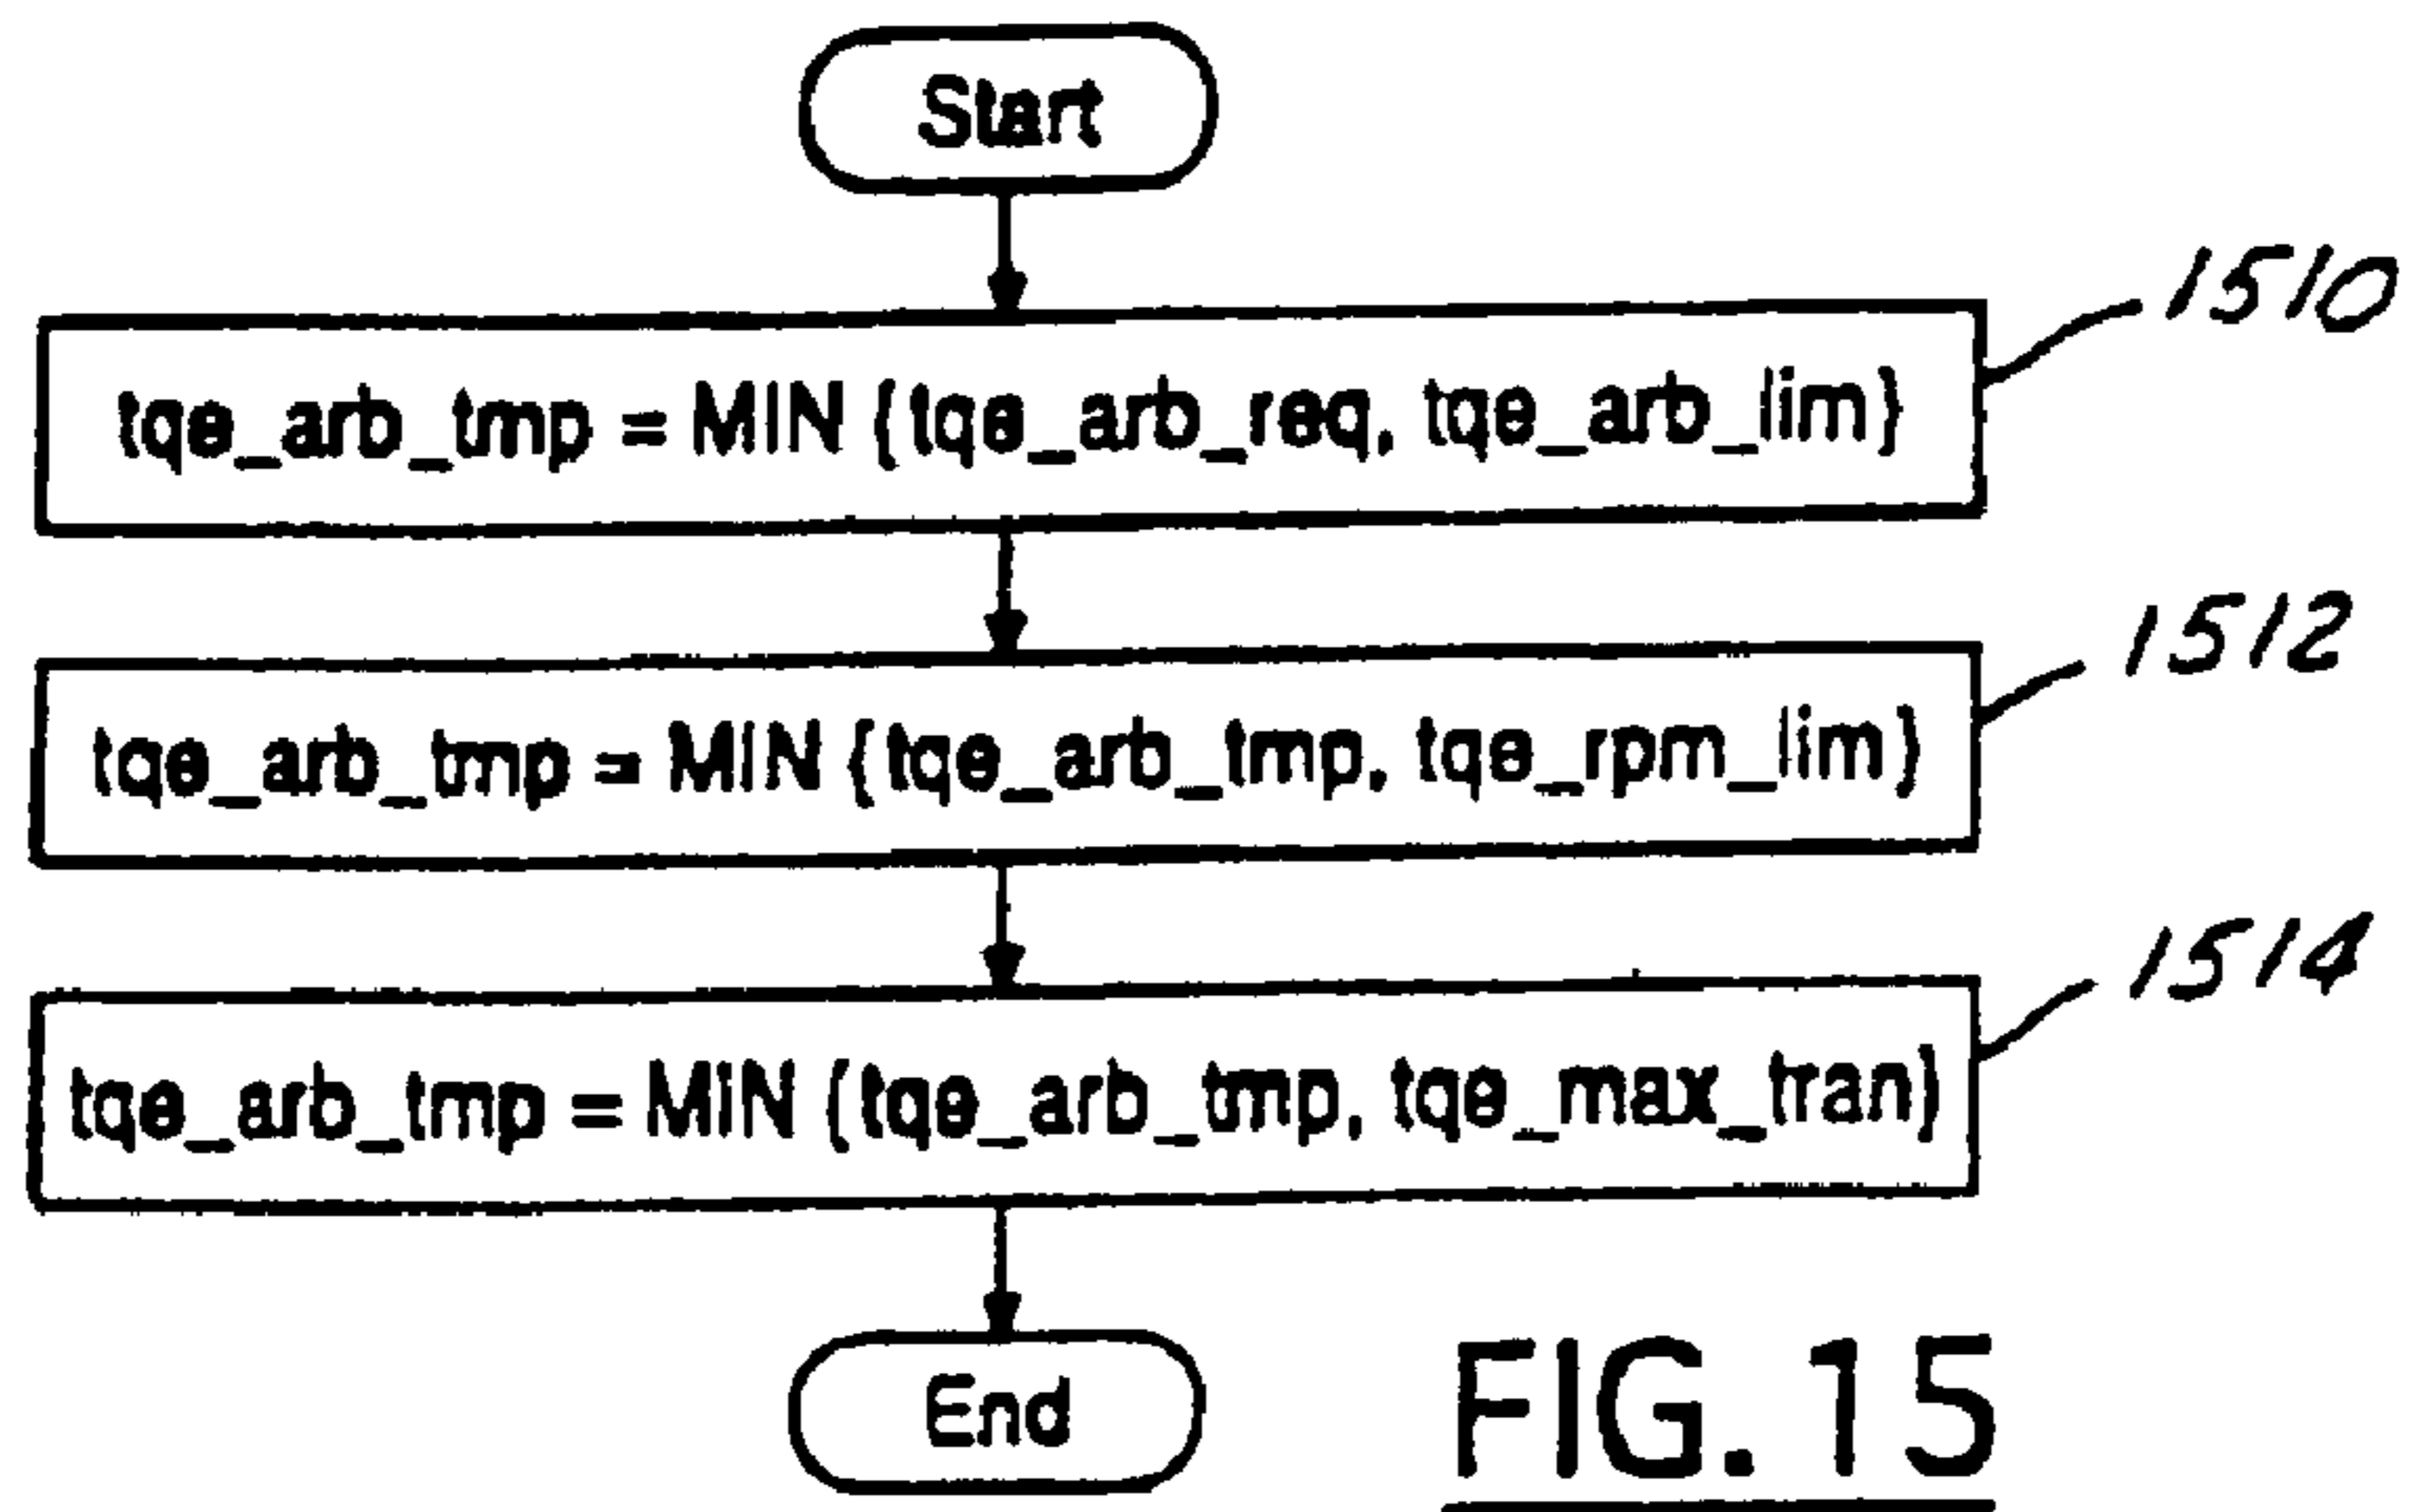 Start
1510
tqe_arb_tmp = MIN {tqe_arb_req, tqe_arb_lim}
1512
tqe_arb_tmp = MIN {tqe_arb_tmp, tqe_rpm_lim}
1514
tqe_arb_tmp = MIN {tqe_arb_tmp, tqe_max_tran}
End
FIG.15